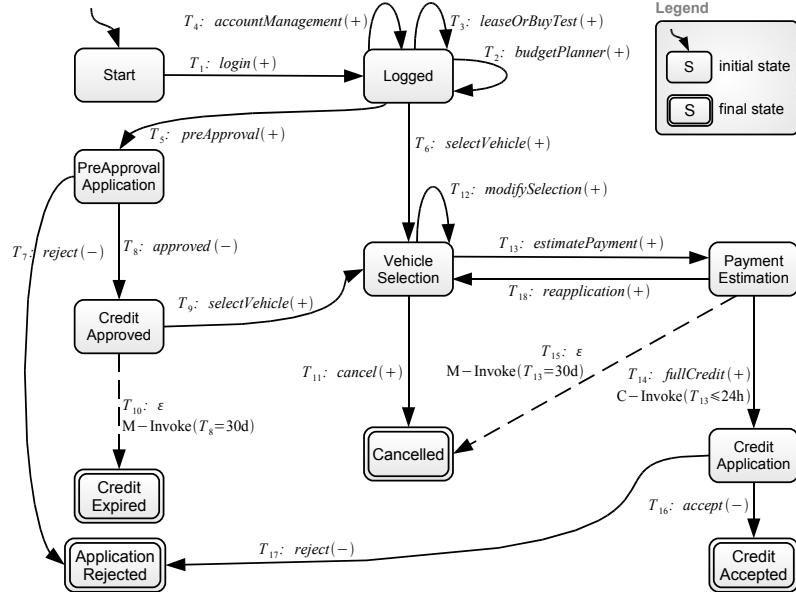 Legend
T4: accountManagement(+)
T3: leaseOrBuyTest(+)
Start
T1: login(+)
Logged
T2: budgetPlanner(+)
S
initial state
S
final state
T5: preApproval(+)
T6: selectVehicle(+)
PreApproval
Application
T12: modifySelection(+)
T7: reject(−)
T8: approved(−)
Vehicle
Selection
T13: estimatePayment(+)
Payment
Estimation
T18: reapplication(+)
Credit
Approved
T9: selectVehicle(+)
T15: ε
M−Invoke(T13=30d)
T11: cancel(+)
T14: fullCredit(+)
C−Invoke(T13⩽24h)
T10: ε
M−Invoke(T8=30d)
Cancelled
Credit
Application
Credit
Expired
T16: accept(−)
T17: reject(−)
Application
Rejected
Credit
Accepted